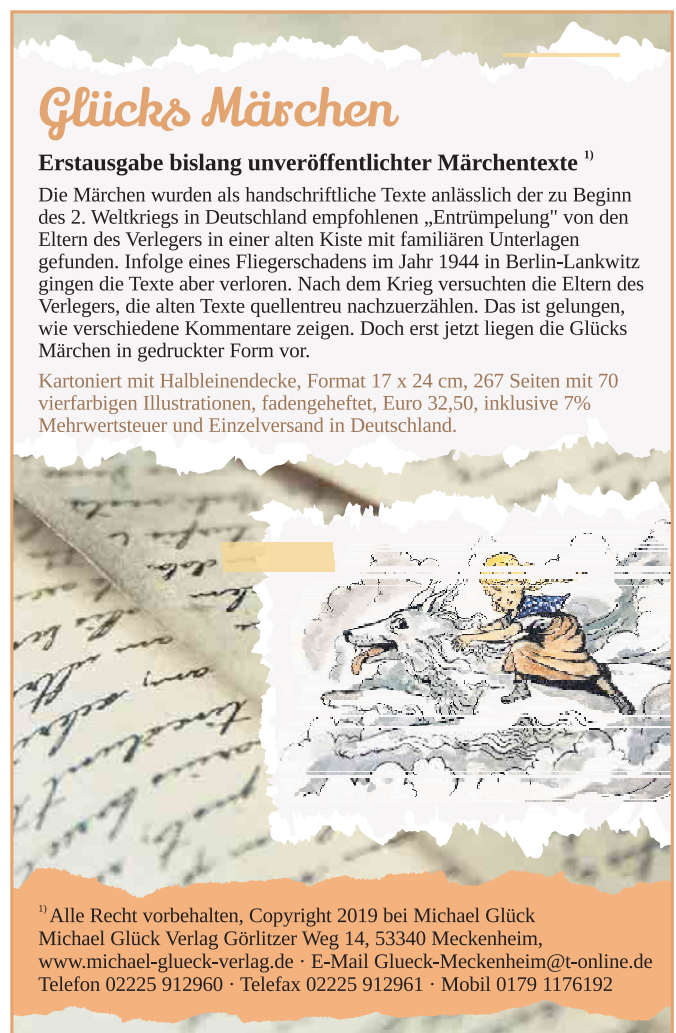 Glücks Märchen
Erstausgabe bislang unveröffentlichter Märchentexte 1)
Die Märchen wurden als handschriftliche Texte anlässlich der zu Beginn
des 2. Weltkriegs in Deutschland empfohlenen „Entrümpelung" von den
Eltern des Verlegers in einer alten Kiste mit familiären Unterlagen
gefunden. Infolge eines Fliegerschadens im Jahr 1944 in Berlin-Lankwitz
gingen die Texte aber verloren. Nach dem Krieg versuchten die Eltern des
Verlegers, die alten Texte quellentreu nachzuerzählen. Das ist gelungen,
wie verschiedene Kommentare zeigen. Doch erst jetzt liegen die Glücks
Märchen in gedruckter Form vor.
Kartoniert mit Halbleinendecke, Format 17 x 24 cm, 267 Seiten mit 70
vierfarbigen Illustrationen, fadengeheftet, Euro 32,50, inklusive 7%
Mehrwertsteuer und Einzelversand in Deutschland.
1) Alle Recht vorbehalten, Copyright 2019 bei Michael Glück
Michael Glück Verlag Görlitzer Weg 14, 53340 Meckenheim,
www.michael-glueck-verlag.de · E-Mail Glueck-Meckenheim@t-online.de
Telefon 02225 912960 · Telefax 02225 912961 · Mobil 0179 1176192